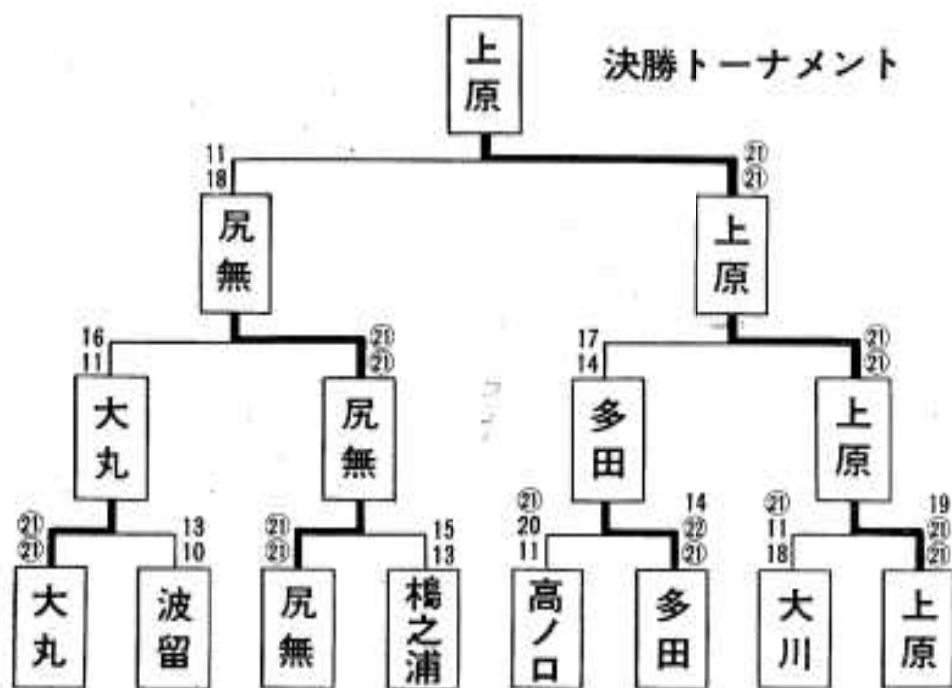 上原
決勝トーナメント
11 ㉑
18 ㉑
尻無 上原
16 ㉑ 17 ㉑
11 ㉑ 14 ㉑
大丸 尻無 多田 上原
㉑ 13 ㉑ 15 ㉑ 14 ㉑ 19
㉑ 10 ㉑ 13 20 ㉒ 11 ㉑
11 ㉑ 18 ㉑
大丸 波留 尻無 槝之浦 高ノ口 多田 大川 上原